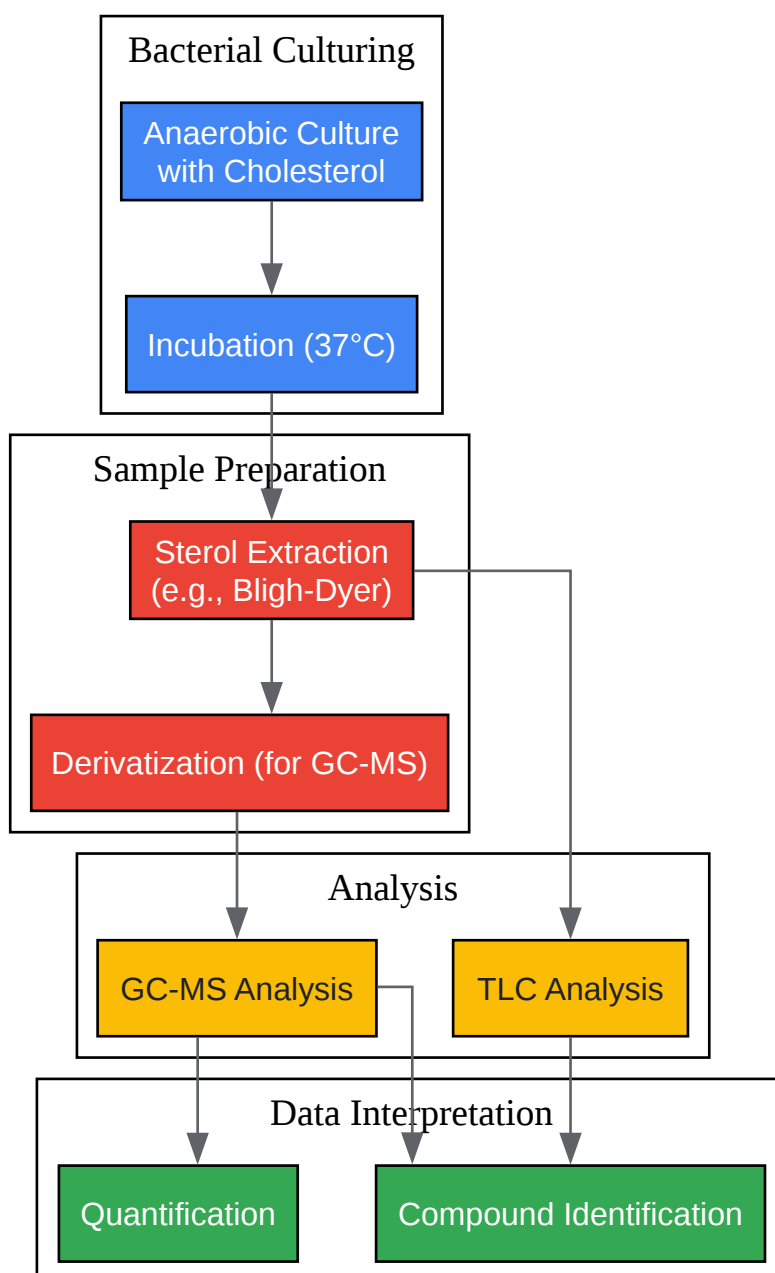 Bacterial Culturing
Anaerobic Culture
with Cholesterol
Incubation (37°C)
Sample Preparation
Sterol Extraction
(e.g., Bligh-Dyer)
Derivatization (for GC-MS)
Analysis
GC-MS Analysis
TLC Analysis
Data Interpretation
Quantification
Compound Identification